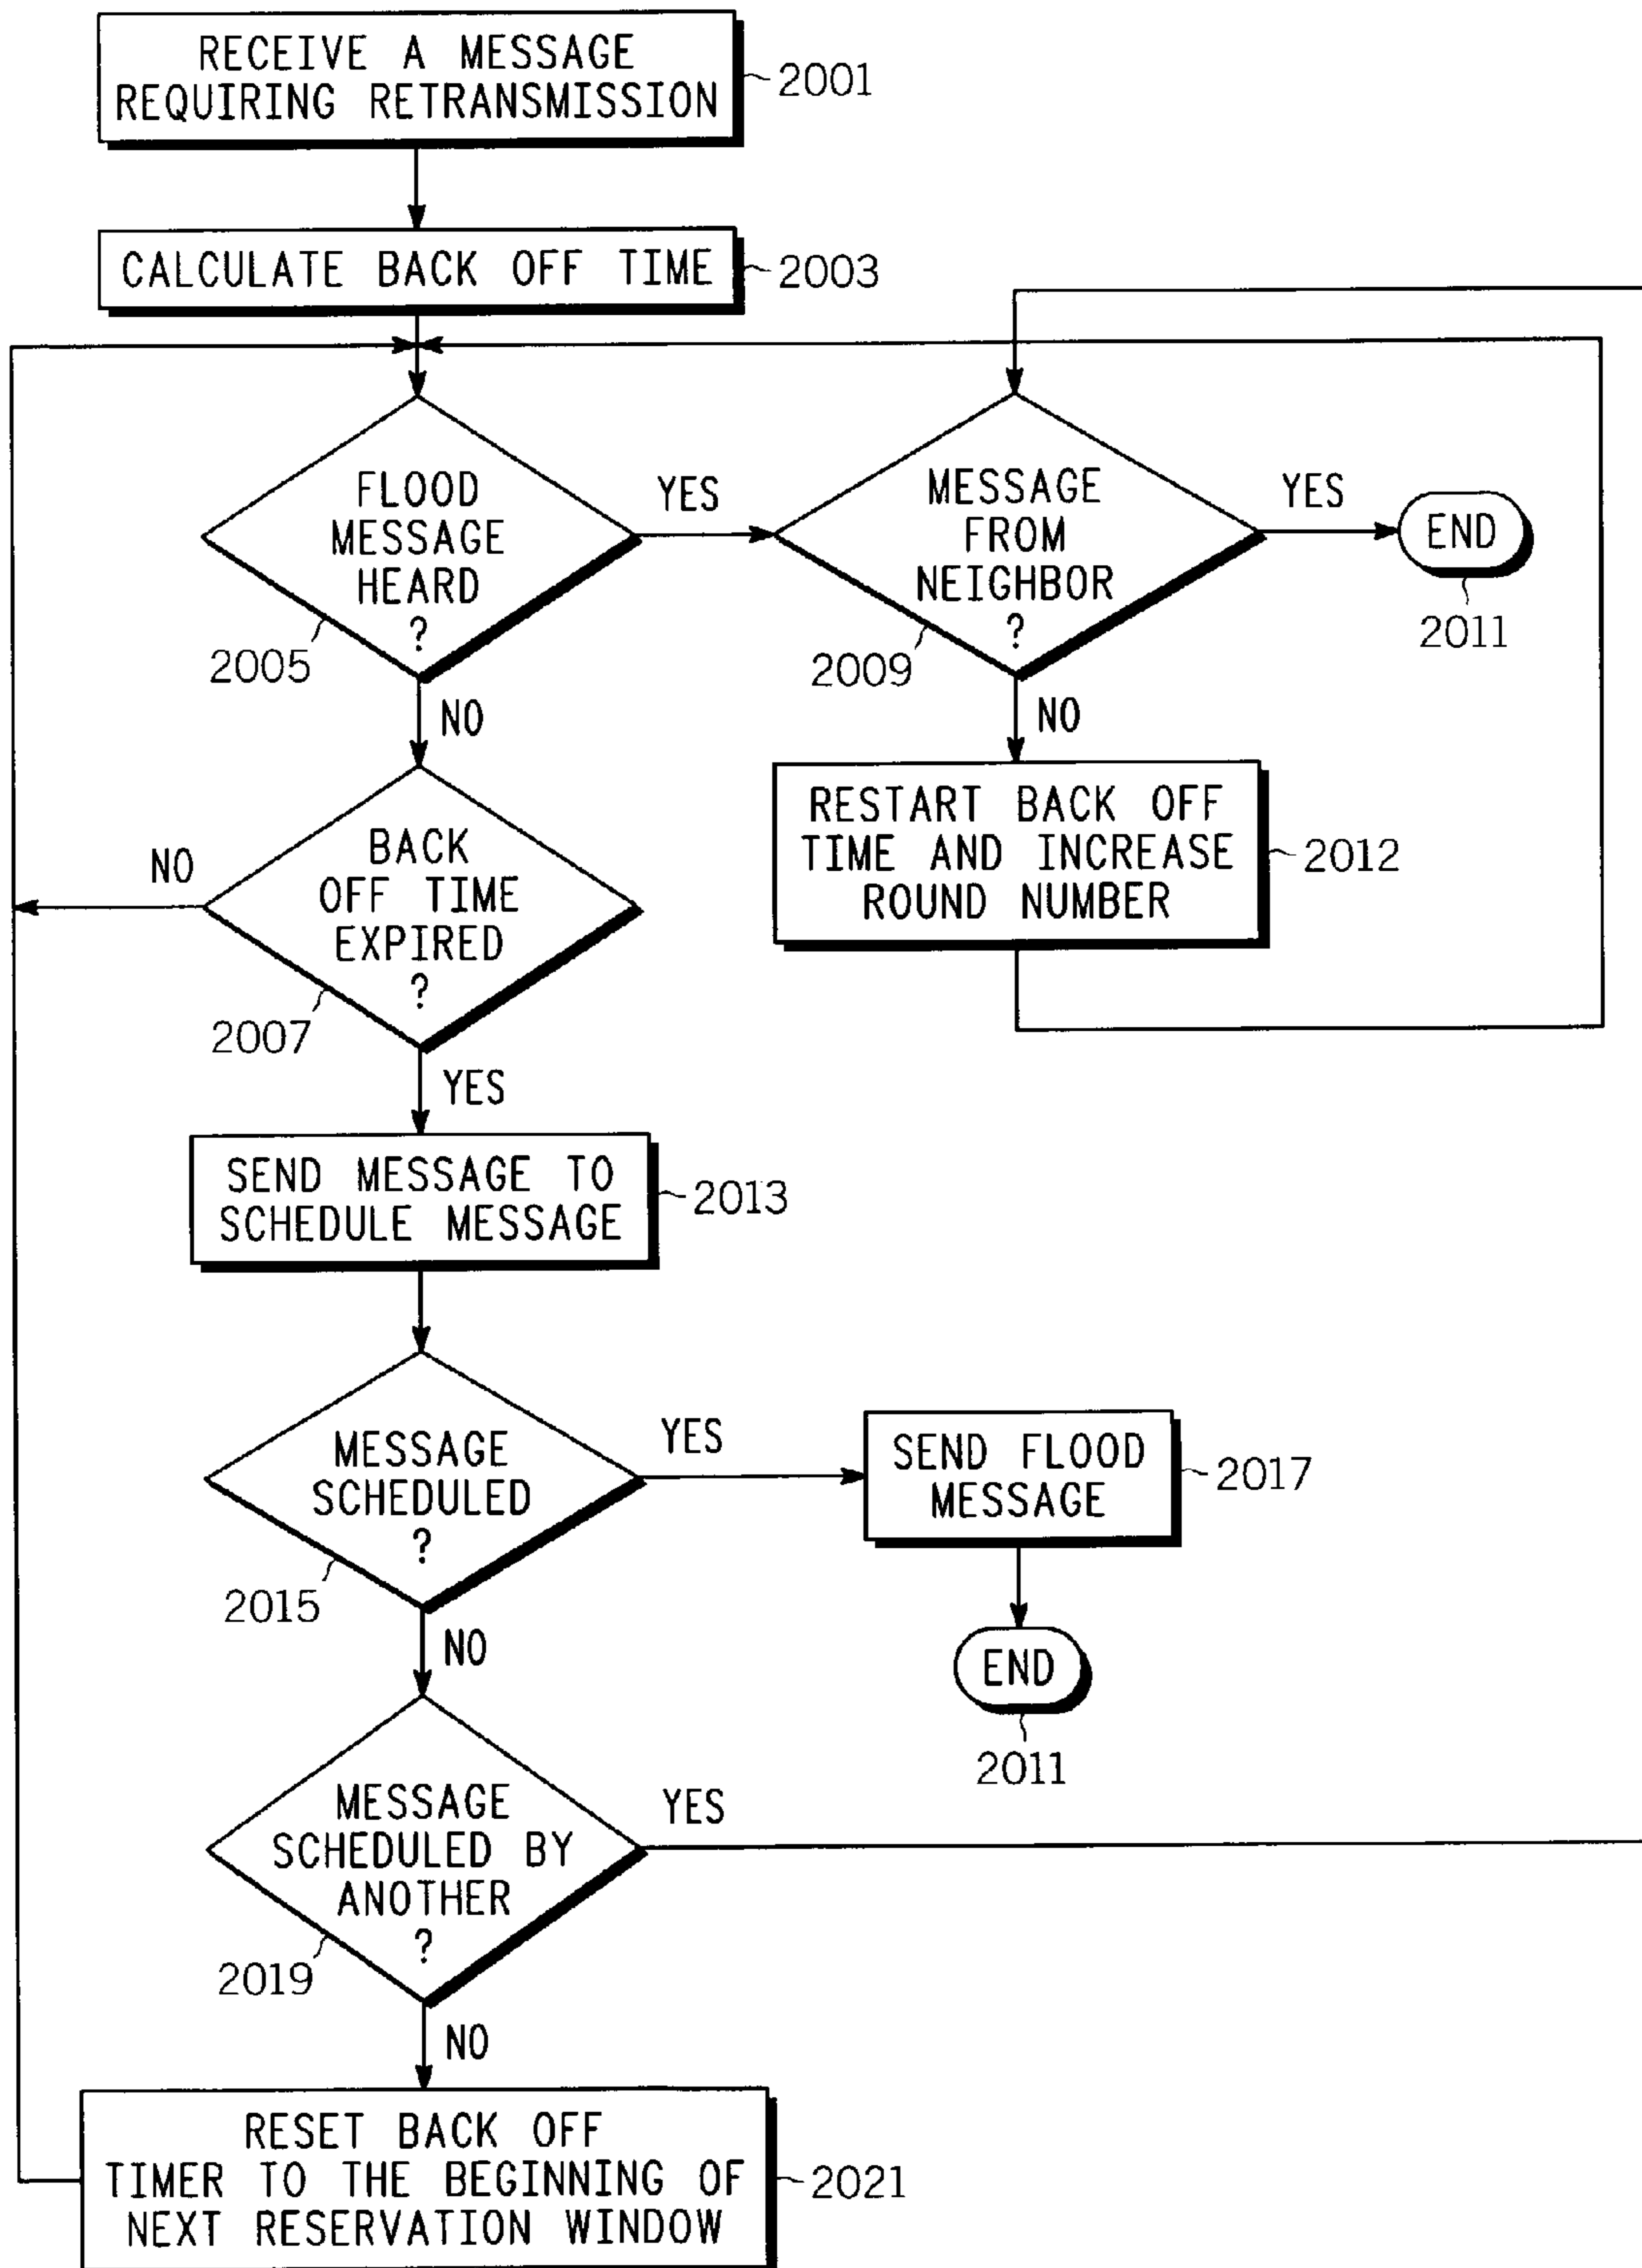 RECEIVE A MESSAGE
REQUIRING RETRANSMISSION
2001
CALCULATE BACK OFF TIME
2003
FLOOD
MESSAGE
HEARD
?
2005
YES
MESSAGE
FROM
NEIGHBOR
?
2009
YES
END
2011
NO
NO
RESTART BACK OFF
TIME AND INCREASE
ROUND NUMBER
2012
BACK
OFF TIME
EXPIRED
?
2007
NO
YES
SEND MESSAGE TO
SCHEDULE MESSAGE
2013
MESSAGE
SCHEDULED
?
2015
YES
SEND FLOOD
MESSAGE
2017
END
2011
NO
MESSAGE
SCHEDULED BY
ANOTHER
?
2019
YES
NO
RESET BACK OFF
TIMER TO THE BEGINNING OF
NEXT RESERVATION WINDOW
2021